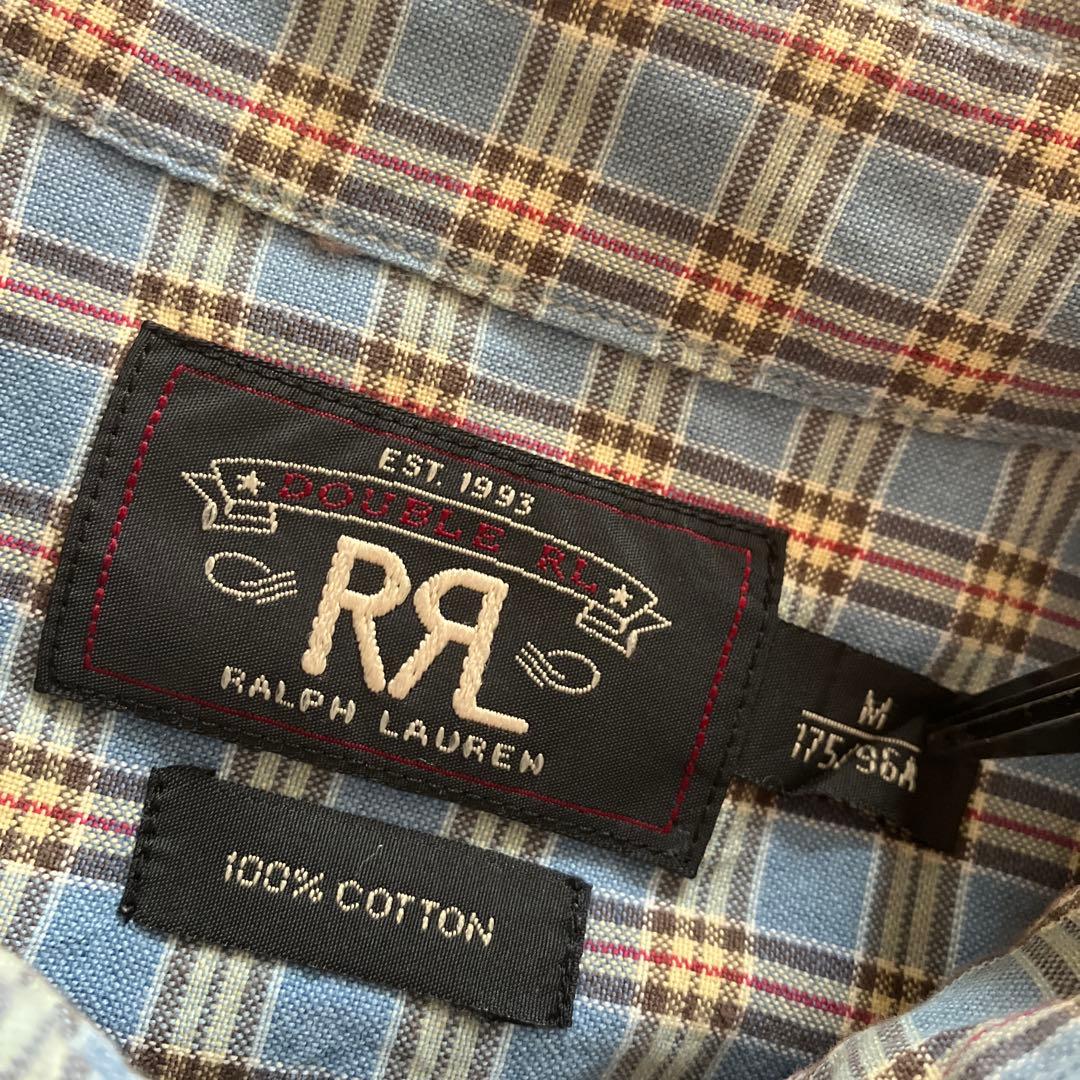 EST. 1993
DOUBLE RL
RRL
RALPH LAUREN
M
175/96A
100% COTTON